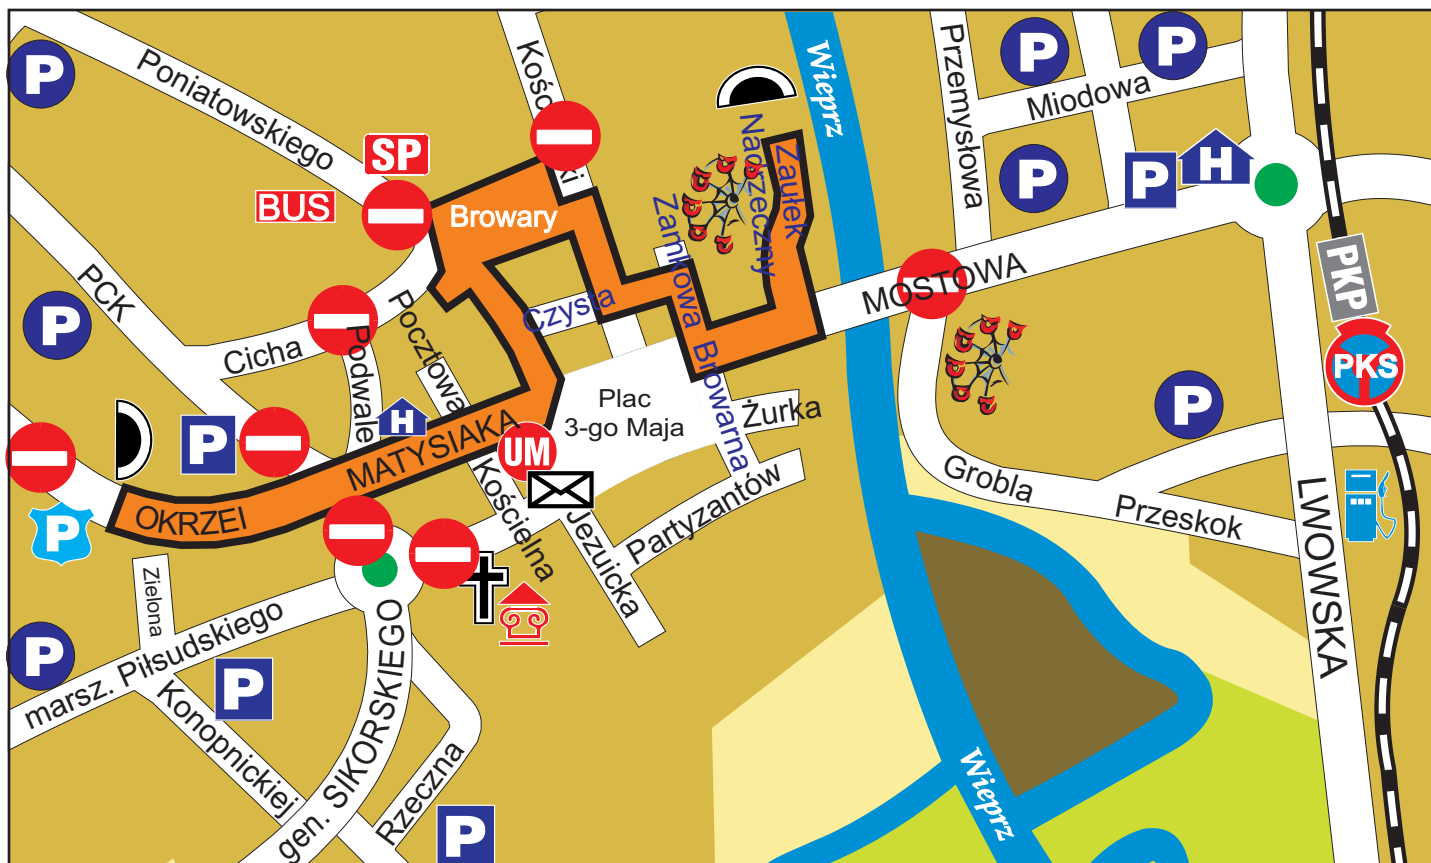 Poniatowskiego
Koś
ki
Wieprz
Przemysłowa
Miodowa
P
P
P
P
P
H
SP
BUS
Browary
Nadrzeczny
Zaułek
Zamkowa
PCK
P
Cicha
Podwale
Pocztowa
Czysta
MOSTOWA
PKP
PKS
Plac
3-go Maja
Browarna
Żurka
P
P
H
MATYSIAKA
UM
OKRZEI
P
Kościelna
Jezuicka
Partyzantów
Grobla
Przeskok
LWOWSKA
Zielona
marsz. Piłsudskiego
P
P
Konopnickiej
gen. SIKORSKIEGO
Rzeczna
P
Wieprz